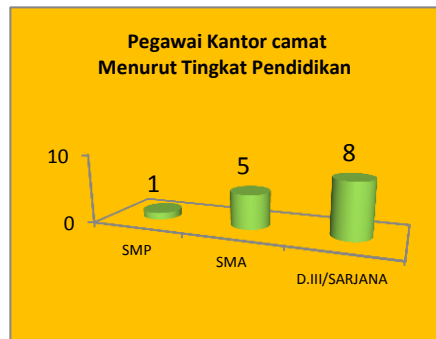 Pegawai Kantor camat
Menurut Tingkat Pendidikan
10
0
1
5
8
SMP
SMA
D.III/SARJANA